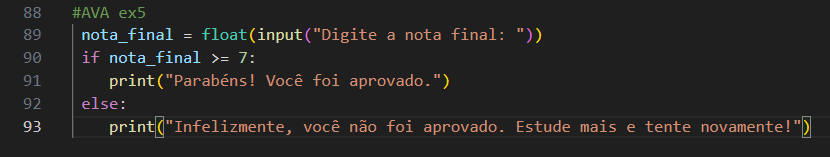 88 #AVA ex5
89 nota_final = float(input("Digite a nota final: "))
90 if nota_final >= 7:
91 print("Parabéns! Você foi aprovado.")
92 else:
93 print("Infelizmente, você não foi aprovado. Estude mais e tente novamente!")